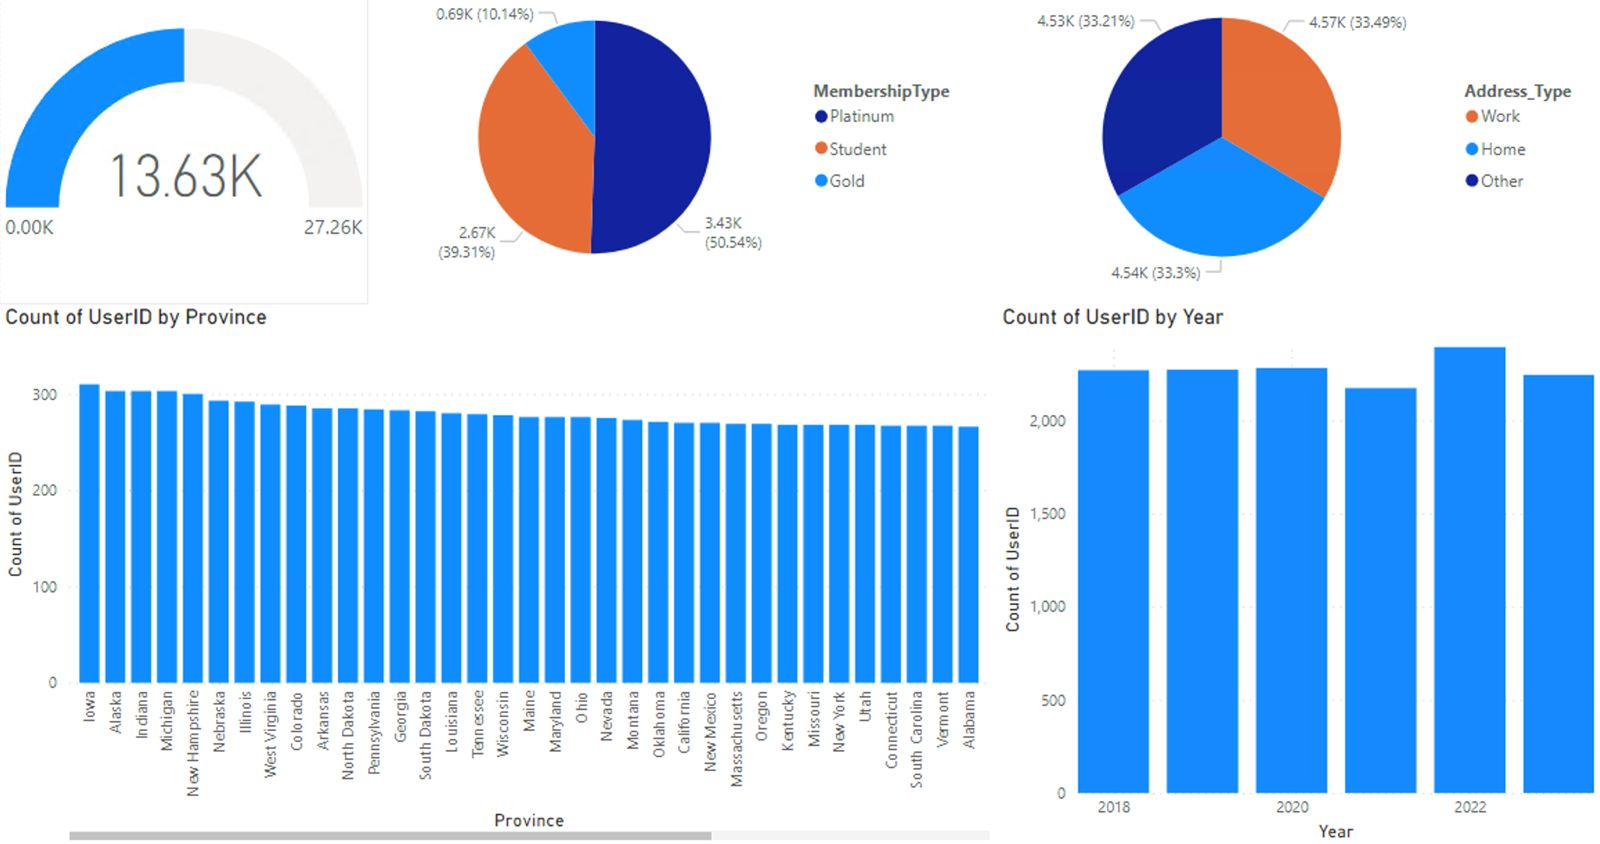 13.63K
0.00K
27.26K
0.69K (10.14%)
2.67K
(39.31%)
3.43K
(50.54%)
MembershipType
Platinum
Student
Gold
4.53K (33.21%)
4.57K (33.49%)
4.54K (33.3%)
Address_Type
Work
Home
Other
Count of UserID by Province
Count of UserID
300
200
100
0
Iowa
Alaska
Indiana
Michigan
New Hampshire
Nebraska
Illinois
West Virginia
Colorado
Arkansas
North Dakota
Pennsylvania
Georgia
South Dakota
Louisiana
Tennessee
Wisconsin
Maine
Maryland
Ohio
Nevada
Montana
Oklahoma
California
New Mexico
Massachusetts
Oregon
Kentucky
Missouri
New York
Utah
Connecticut
South Carolina
Vermont
Alabama
Province
Count of UserID by Year
Count of UserID
2,000
1,500
1,000
500
0
2018
2020
2022
Year